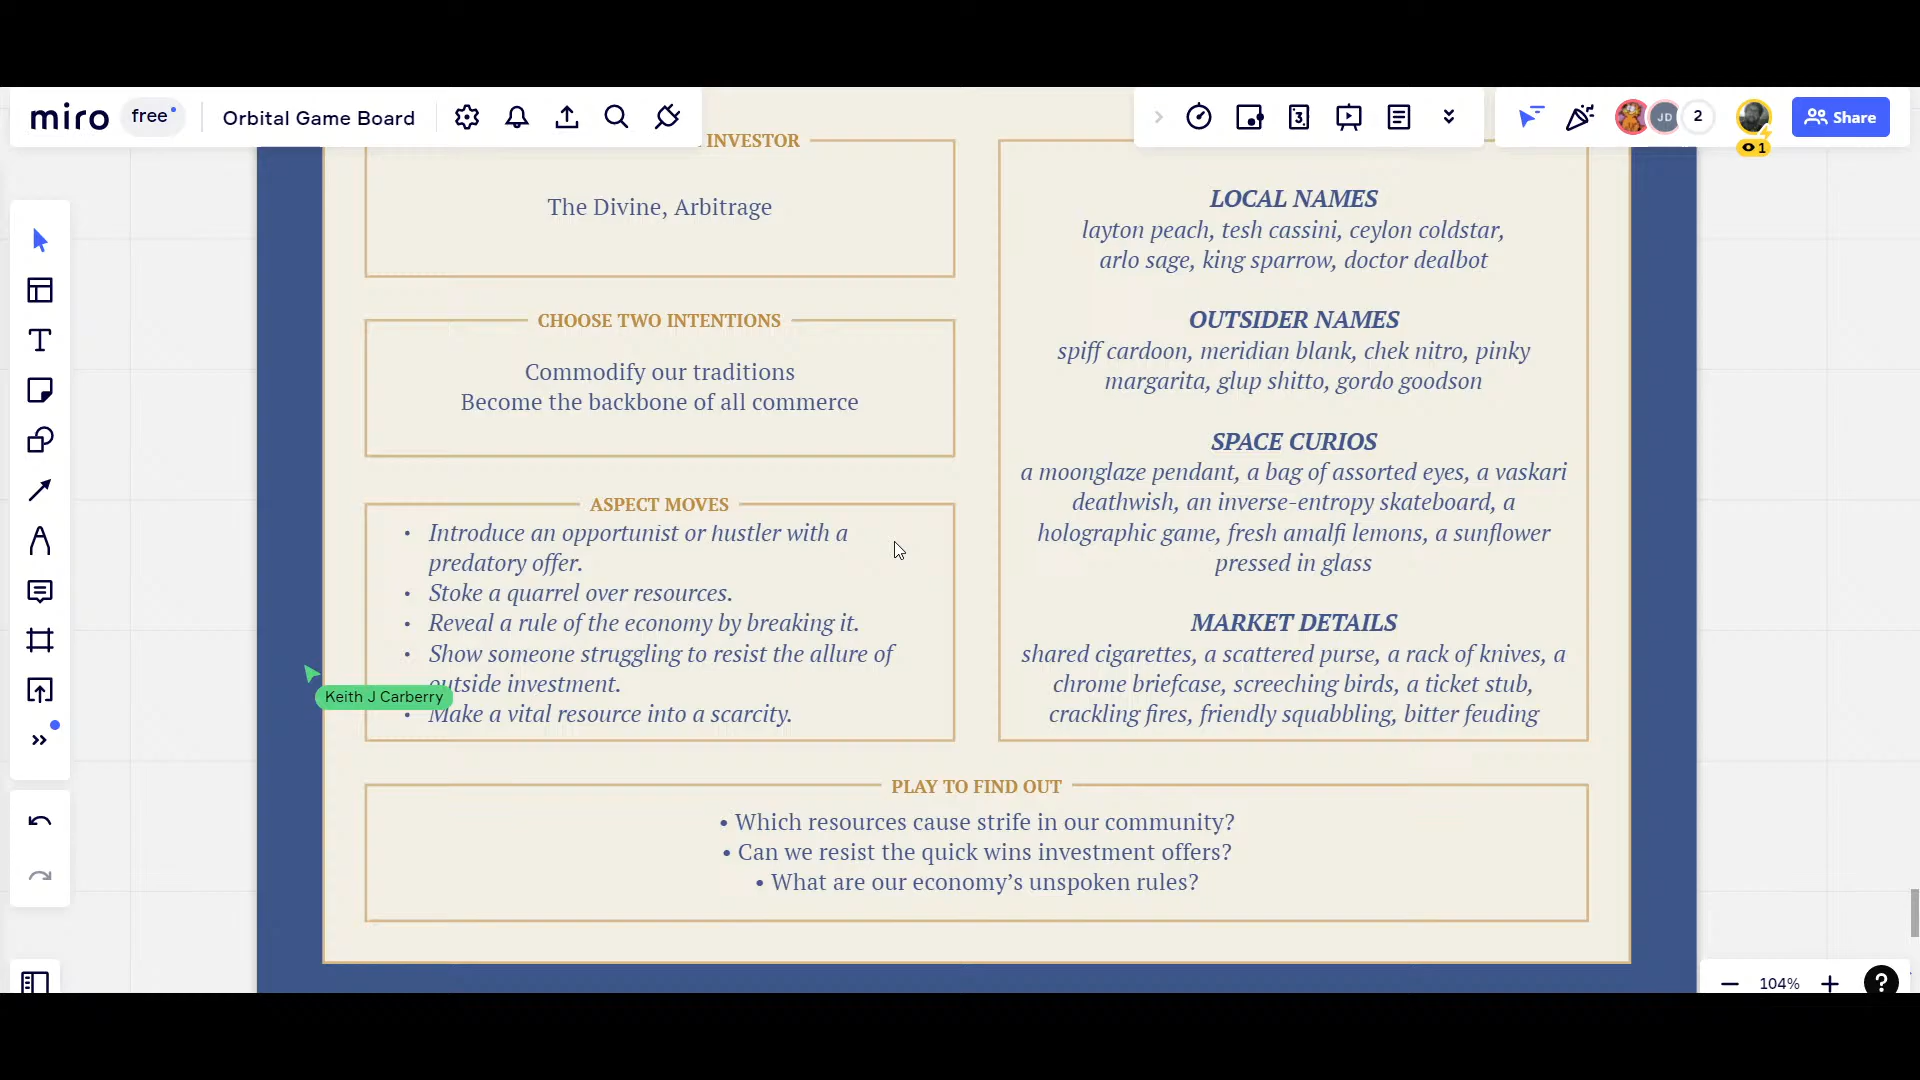 miro
free
Orbital Game Board
3
JD
2
Share
1
INVESTOR
The Divine, Arbitrage
CHOOSE TWO INTENTIONS
Commodify our traditions
Become the backbone of all commerce
ASPECT MOVES
• Introduce an opportunist or hustler with a
predatory offer.
• Stoke a quarrel over resources.
• Reveal a rule of the economy by breaking it.
• Show someone struggling to resist the allure of
outside investment.
Keith J Carberry
• Make a vital resource into a scarcity.
LOCAL NAMES
layton peach, tesh cassini, ceylon coldstar,
arlo sage, king sparrow, doctor dealbot
OUTSIDER NAMES
spiff cardoon, meridian blank, chek nitro, pinky
margarita, glup shitto, gordo goodson
SPACE CURIOS
a moonglaze pendant, a bag of assorted eyes, a vaskari
deathwish, an inverse-entropy skateboard, a
holographic game, fresh amalfi lemons, a sunflower
pressed in glass
MARKET DETAILS
shared cigarettes, a scattered purse, a rack of knives, a
chrome briefcase, screeching birds, a ticket stub,
crackling fires, friendly squabbling, bitter feuding
PLAY TO FIND OUT
• Which resources cause strife in our community?
• Can we resist the quick wins investment offers?
• What are our economy's unspoken rules?
104%
?